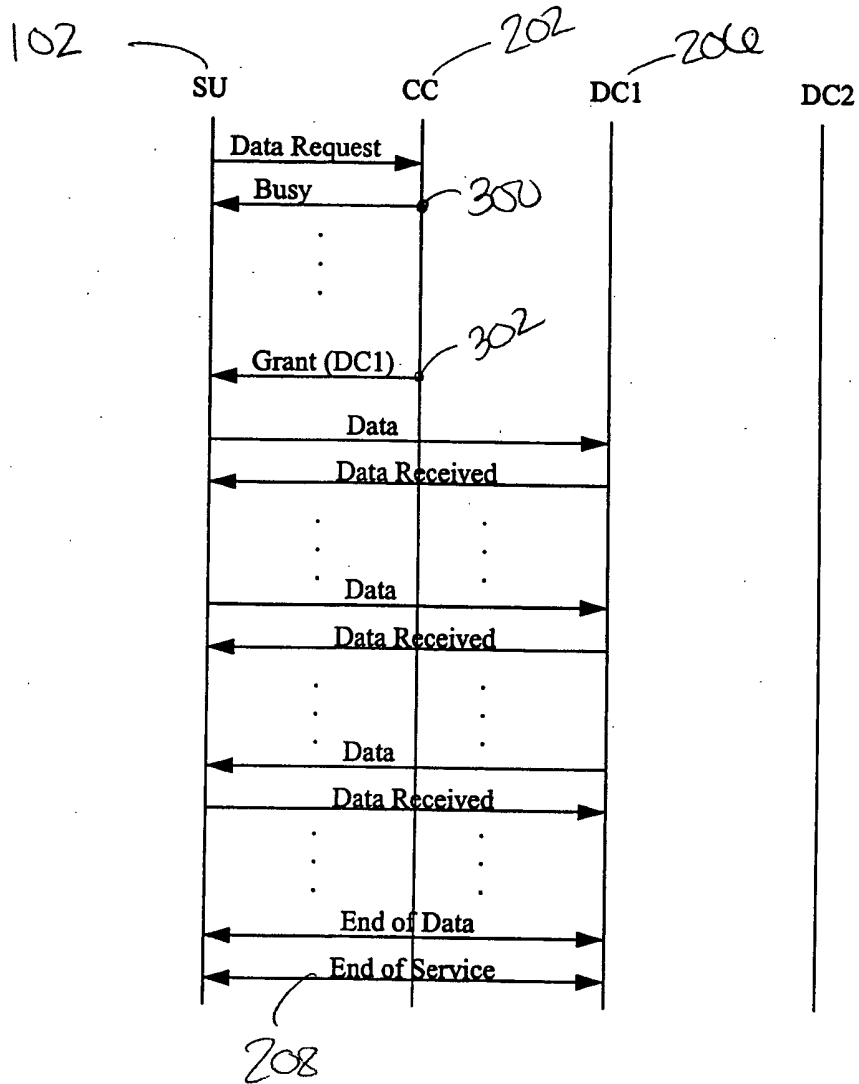 102
202
206
SU
CC
DC1
DC2
Data Request
Busy
300
302
Grant (DC1)
Data
Data Received
Data
Data Received
Data
Data Received
End of Data
End of Service
208